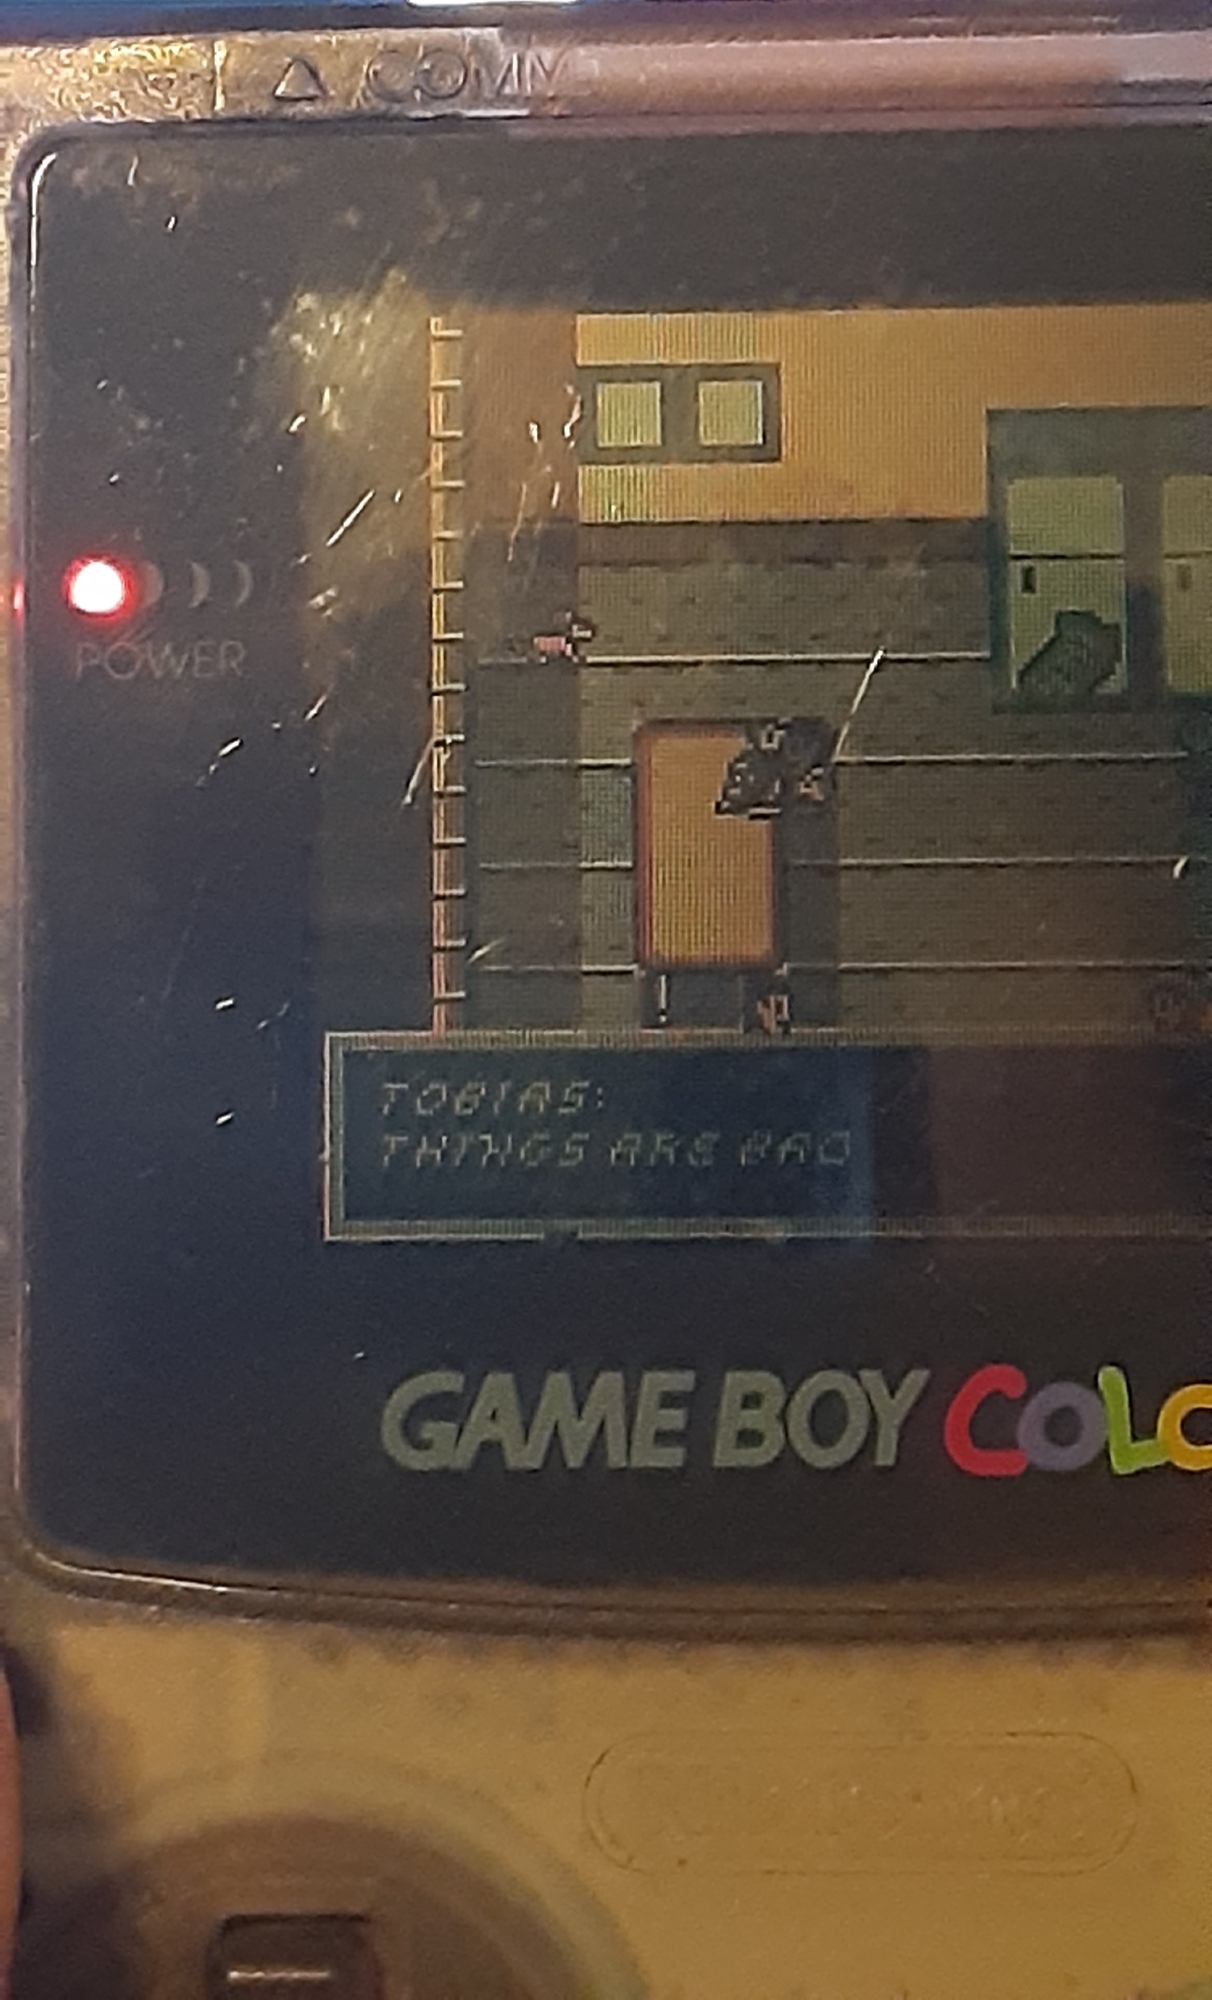 △ COMM
POWER
TOBIAS:
THINGS ARE BAD
GAME BOY COLO